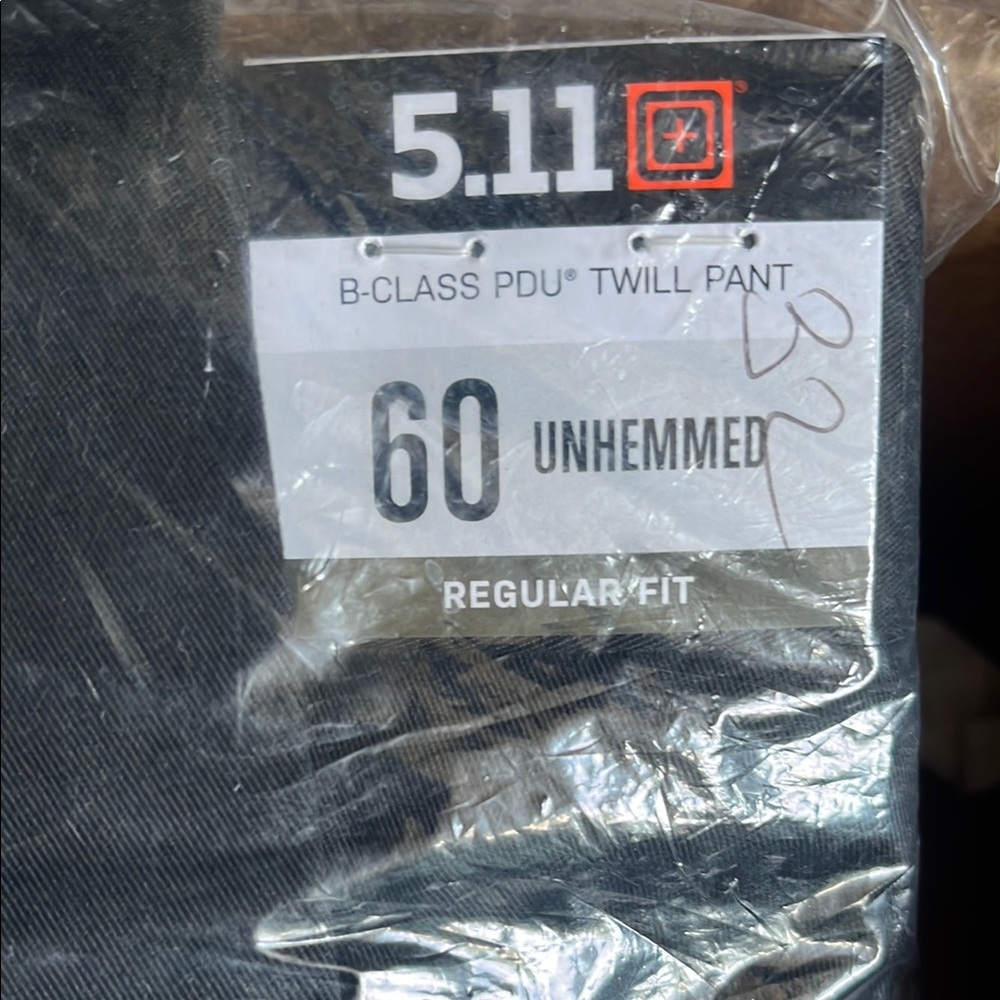 5.11
B-CLASS PDU® TWILL PANT
32
60 UNHEMMED
REGULAR FIT